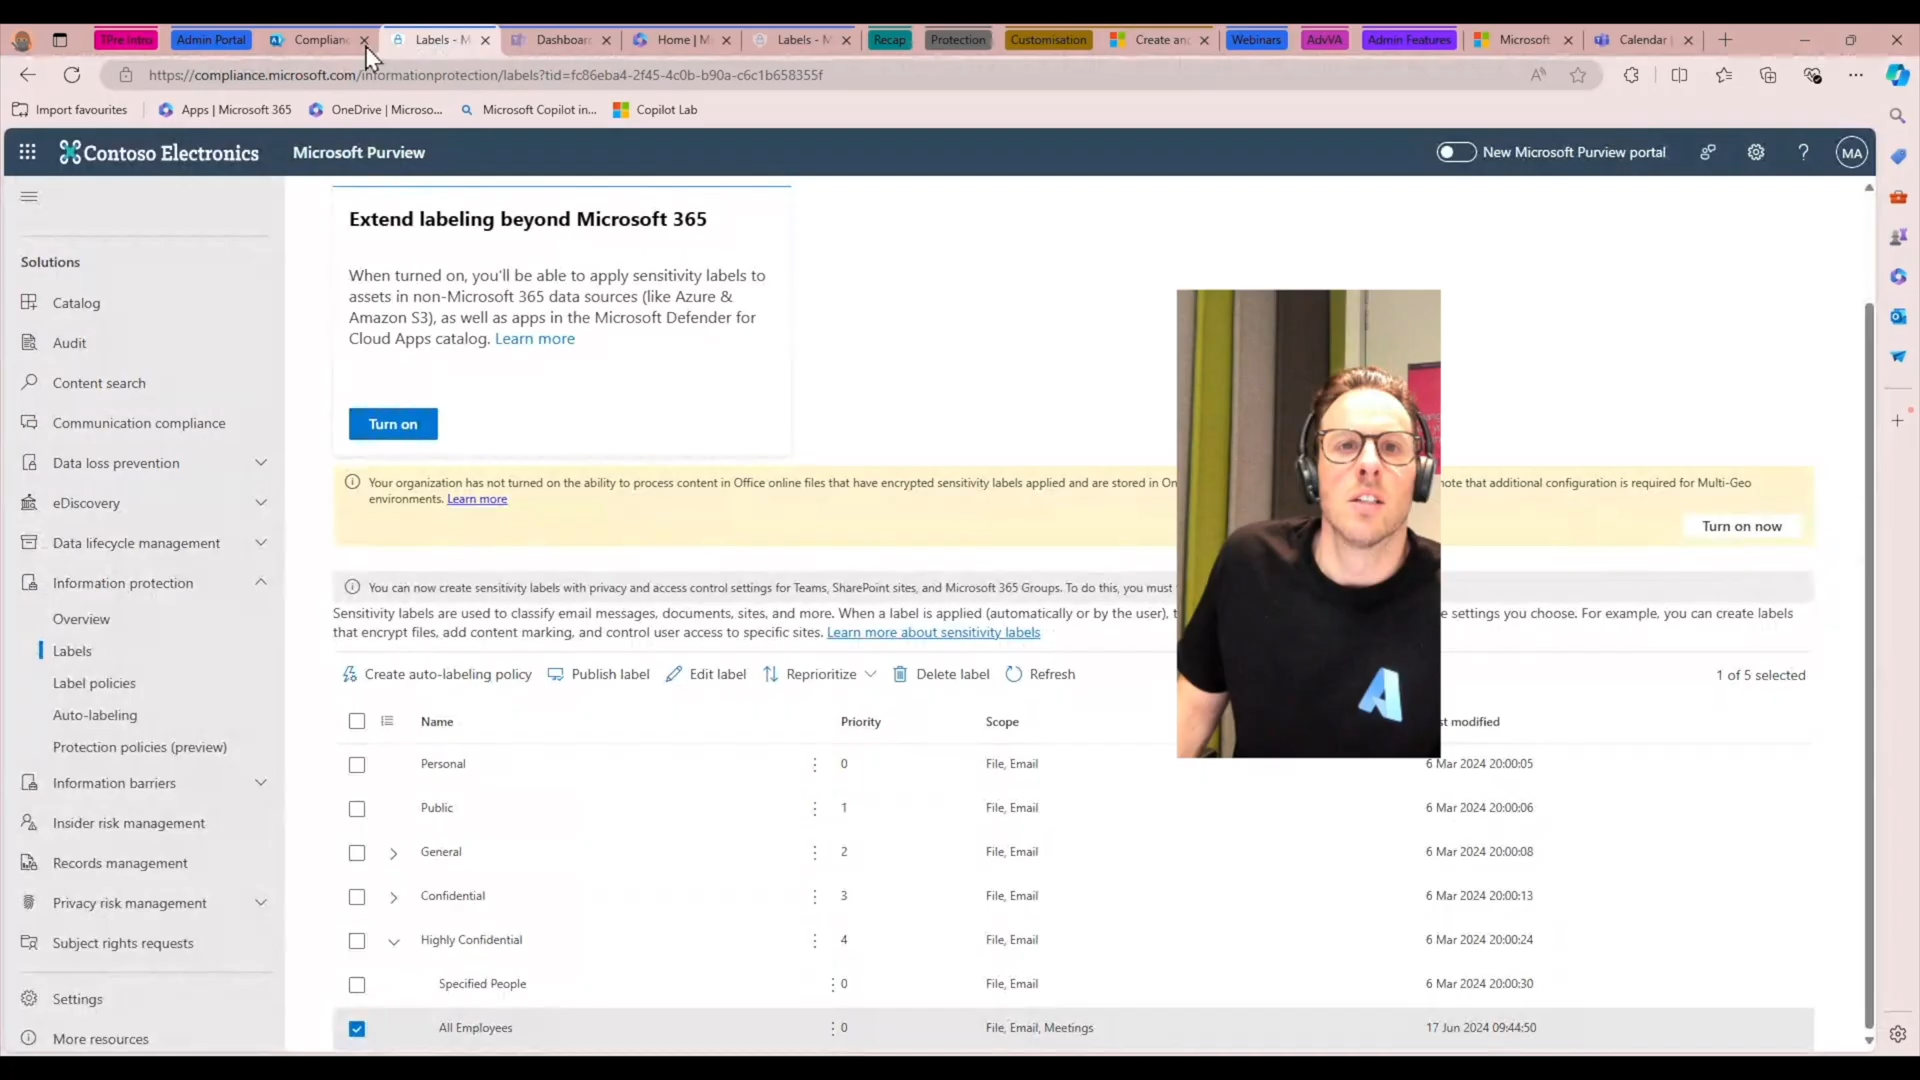 TPre Intro
Admin Portal
Complianc
Labels - M
Dashboar
Home | M
Labels - M
Recap
Protection
Customisation
Create an
Webinars
AdvVA
Admin Features
Microsoft
Calendar |
https://compliance.microsoft.com/informationprotection/labels?tid=fc86eba4-2f45-4c0b-b90a-c6c1b658355f
Import favourites
Apps | Microsoft 365
OneDrive | Microso...
Microsoft Copilot in...
Copilot Lab
Contoso Electronics
Microsoft Purview
New Microsoft Purview portal
?
MA
Extend labeling beyond Microsoft 365
When turned on, you'll be able to apply sensitivity labels to
assets in non-Microsoft 365 data sources (like Azure &
Amazon S3), as well as apps in the Microsoft Defender for
Cloud Apps catalog. Learn more
Turn on
Solutions
Catalog
Audit
Content search
Communication compliance
Data loss prevention
eDiscovery
Data lifecycle management
Information protection
Overview
Labels
Label policies
Auto-labeling
Protection policies (preview)
Information barriers
Insider risk management
Records management
Privacy risk management
Subject rights requests
Settings
More resources
Your organization has not turned on the ability to process content in Office online files that have encrypted sensitivity labels applied and are stored in On note that additional configuration is required for Multi-Geo
environments. Learn more
Turn on now
You can now create sensitivity labels with privacy and access control settings for Teams, SharePoint sites, and Microsoft 365 Groups. To do this, you must
Sensitivity labels are used to classify email messages, documents, sites, and more. When a label is applied (automatically or by the user), t e settings you choose. For example, you can create labels
that encrypt files, add content marking, and control user access to specific sites. Learn more about sensitivity labels
Create auto-labeling policy Publish label Edit label Reprioritize Delete label Refresh 1 of 5 selected
Name Priority Scope st modified
Personal 0 File, Email 6 Mar 2024 20:00:05
Public 1 File, Email 6 Mar 2024 20:00:06
General 2 File, Email 6 Mar 2024 20:00:08
Confidential 3 File, Email 6 Mar 2024 20:00:13
Highly Confidential 4 File, Email 6 Mar 2024 20:00:24
Specified People 0 File, Email 6 Mar 2024 20:00:30
All Employees 0 File, Email, Meetings 17 Jun 2024 09:44:50